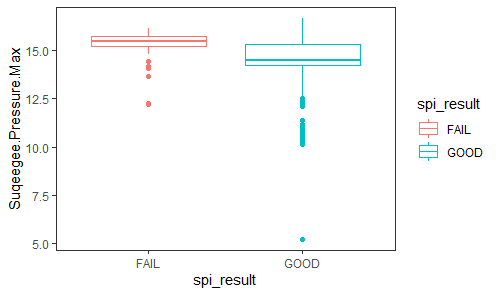 Suqeegee.Pressure.Max
15.0
12.5
10.0
7.5
5.0
FAIL
GOOD
spi_result
spi_result
FAIL
GOOD